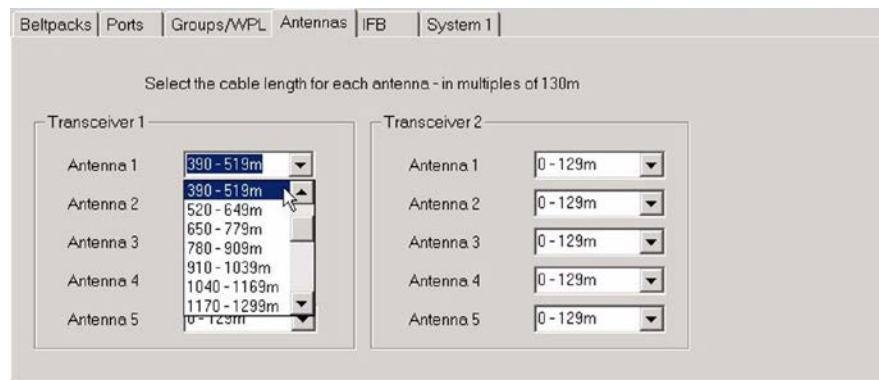 Beltpacks Ports Groups/WPL Antennas IFB System 1
Select the cable length for each antenna - in multiples of 130m
Transceiver 1
Antenna 1 390 - 519m
390 - 519m
Antenna 2 520 - 649m
650 - 779m
Antenna 3 780 - 909m
910 - 1039m
Antenna 4 1040 - 1169m
1170 - 1299m
Antenna 5 0 - 129m
Transceiver 2
Antenna 1 0 - 129m
Antenna 2 0 - 129m
Antenna 3 0 - 129m
Antenna 4 0 - 129m
Antenna 5 0 - 129m